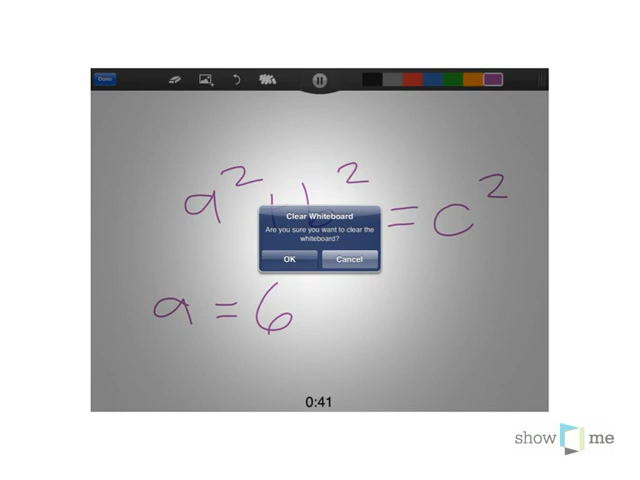 Done
a² + b² = c²
Clear Whiteboard
Are you sure you want to clear the
whiteboard?
OK Cancel
a = 6
0:41
show me